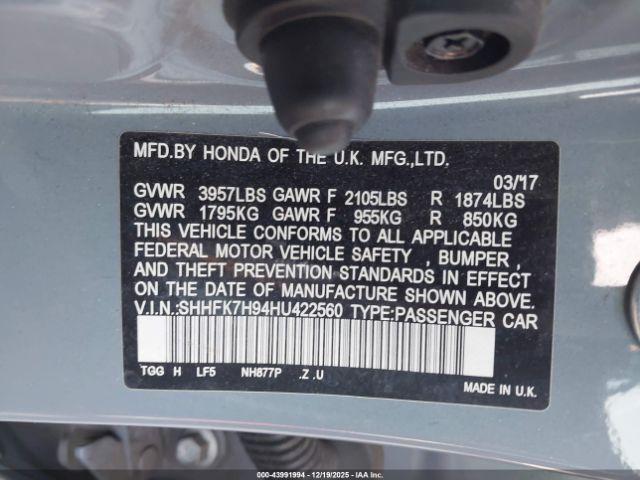 MFD.BY HONDA OF THE U.K. MFG.,LTD.
03/17
GVWR 3957LBS GAWR F 2105LBS R 1874LBS
GVWR 1795KG GAWR F 955KG R 850KG
THIS VEHICLE CONFORMS TO ALL APPLICABLE
FEDERAL MOTOR VEHICLE SAFETY , BUMPER ,
AND THEFT PREVENTION STANDARDS IN EFFECT
ON THE DATE OF MANUFACTURE SHOWN ABOVE.
V.I.N.:SHHFK7H94HU422560 TYPE:PASSENGER CAR
TGG H LF5 NH877P .Z .U
MADE IN U.K.
000-43991994 | 12/19/2025 | COPART